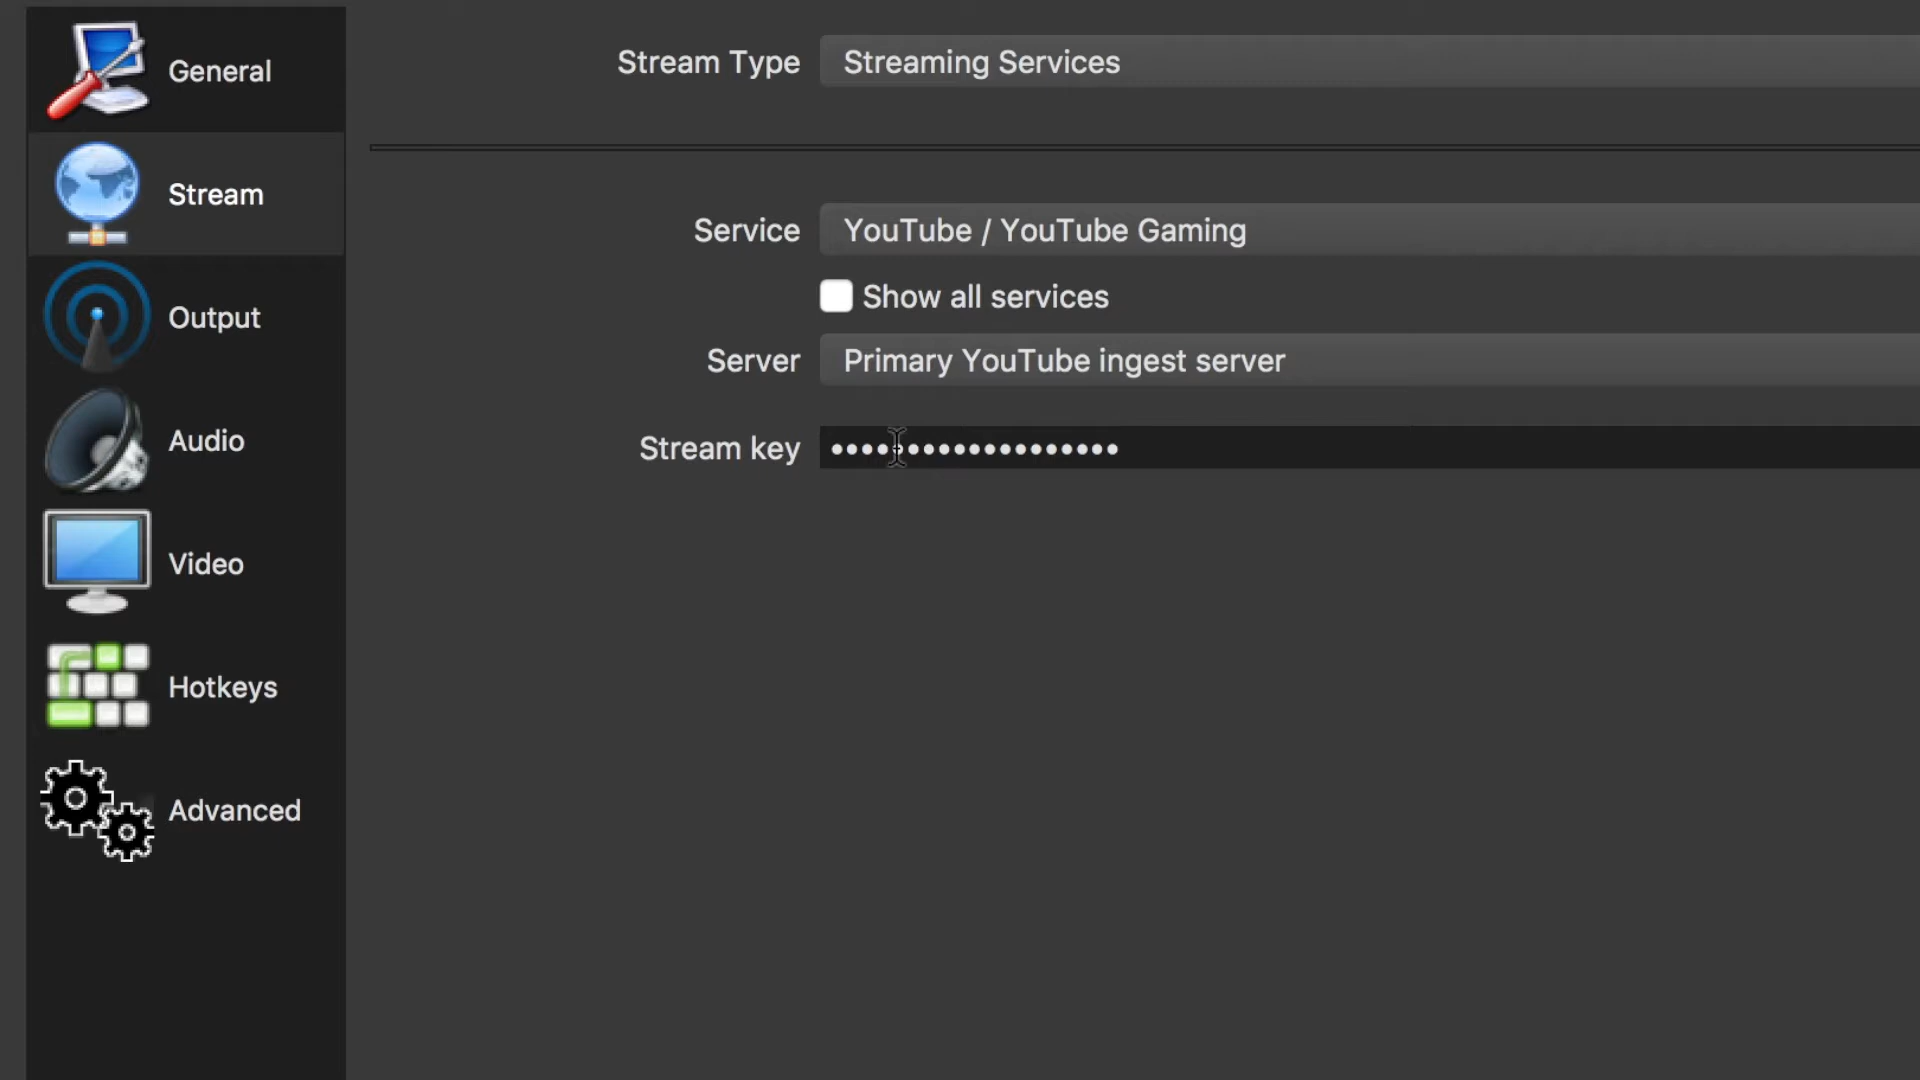 General
Stream
Output
Audio
Video
Hotkeys
Advanced
Stream Type
Streaming Services
Service
YouTube / YouTube Gaming
Show all services
Server
Primary YouTube ingest server
Stream key
•••••••••••••••••••